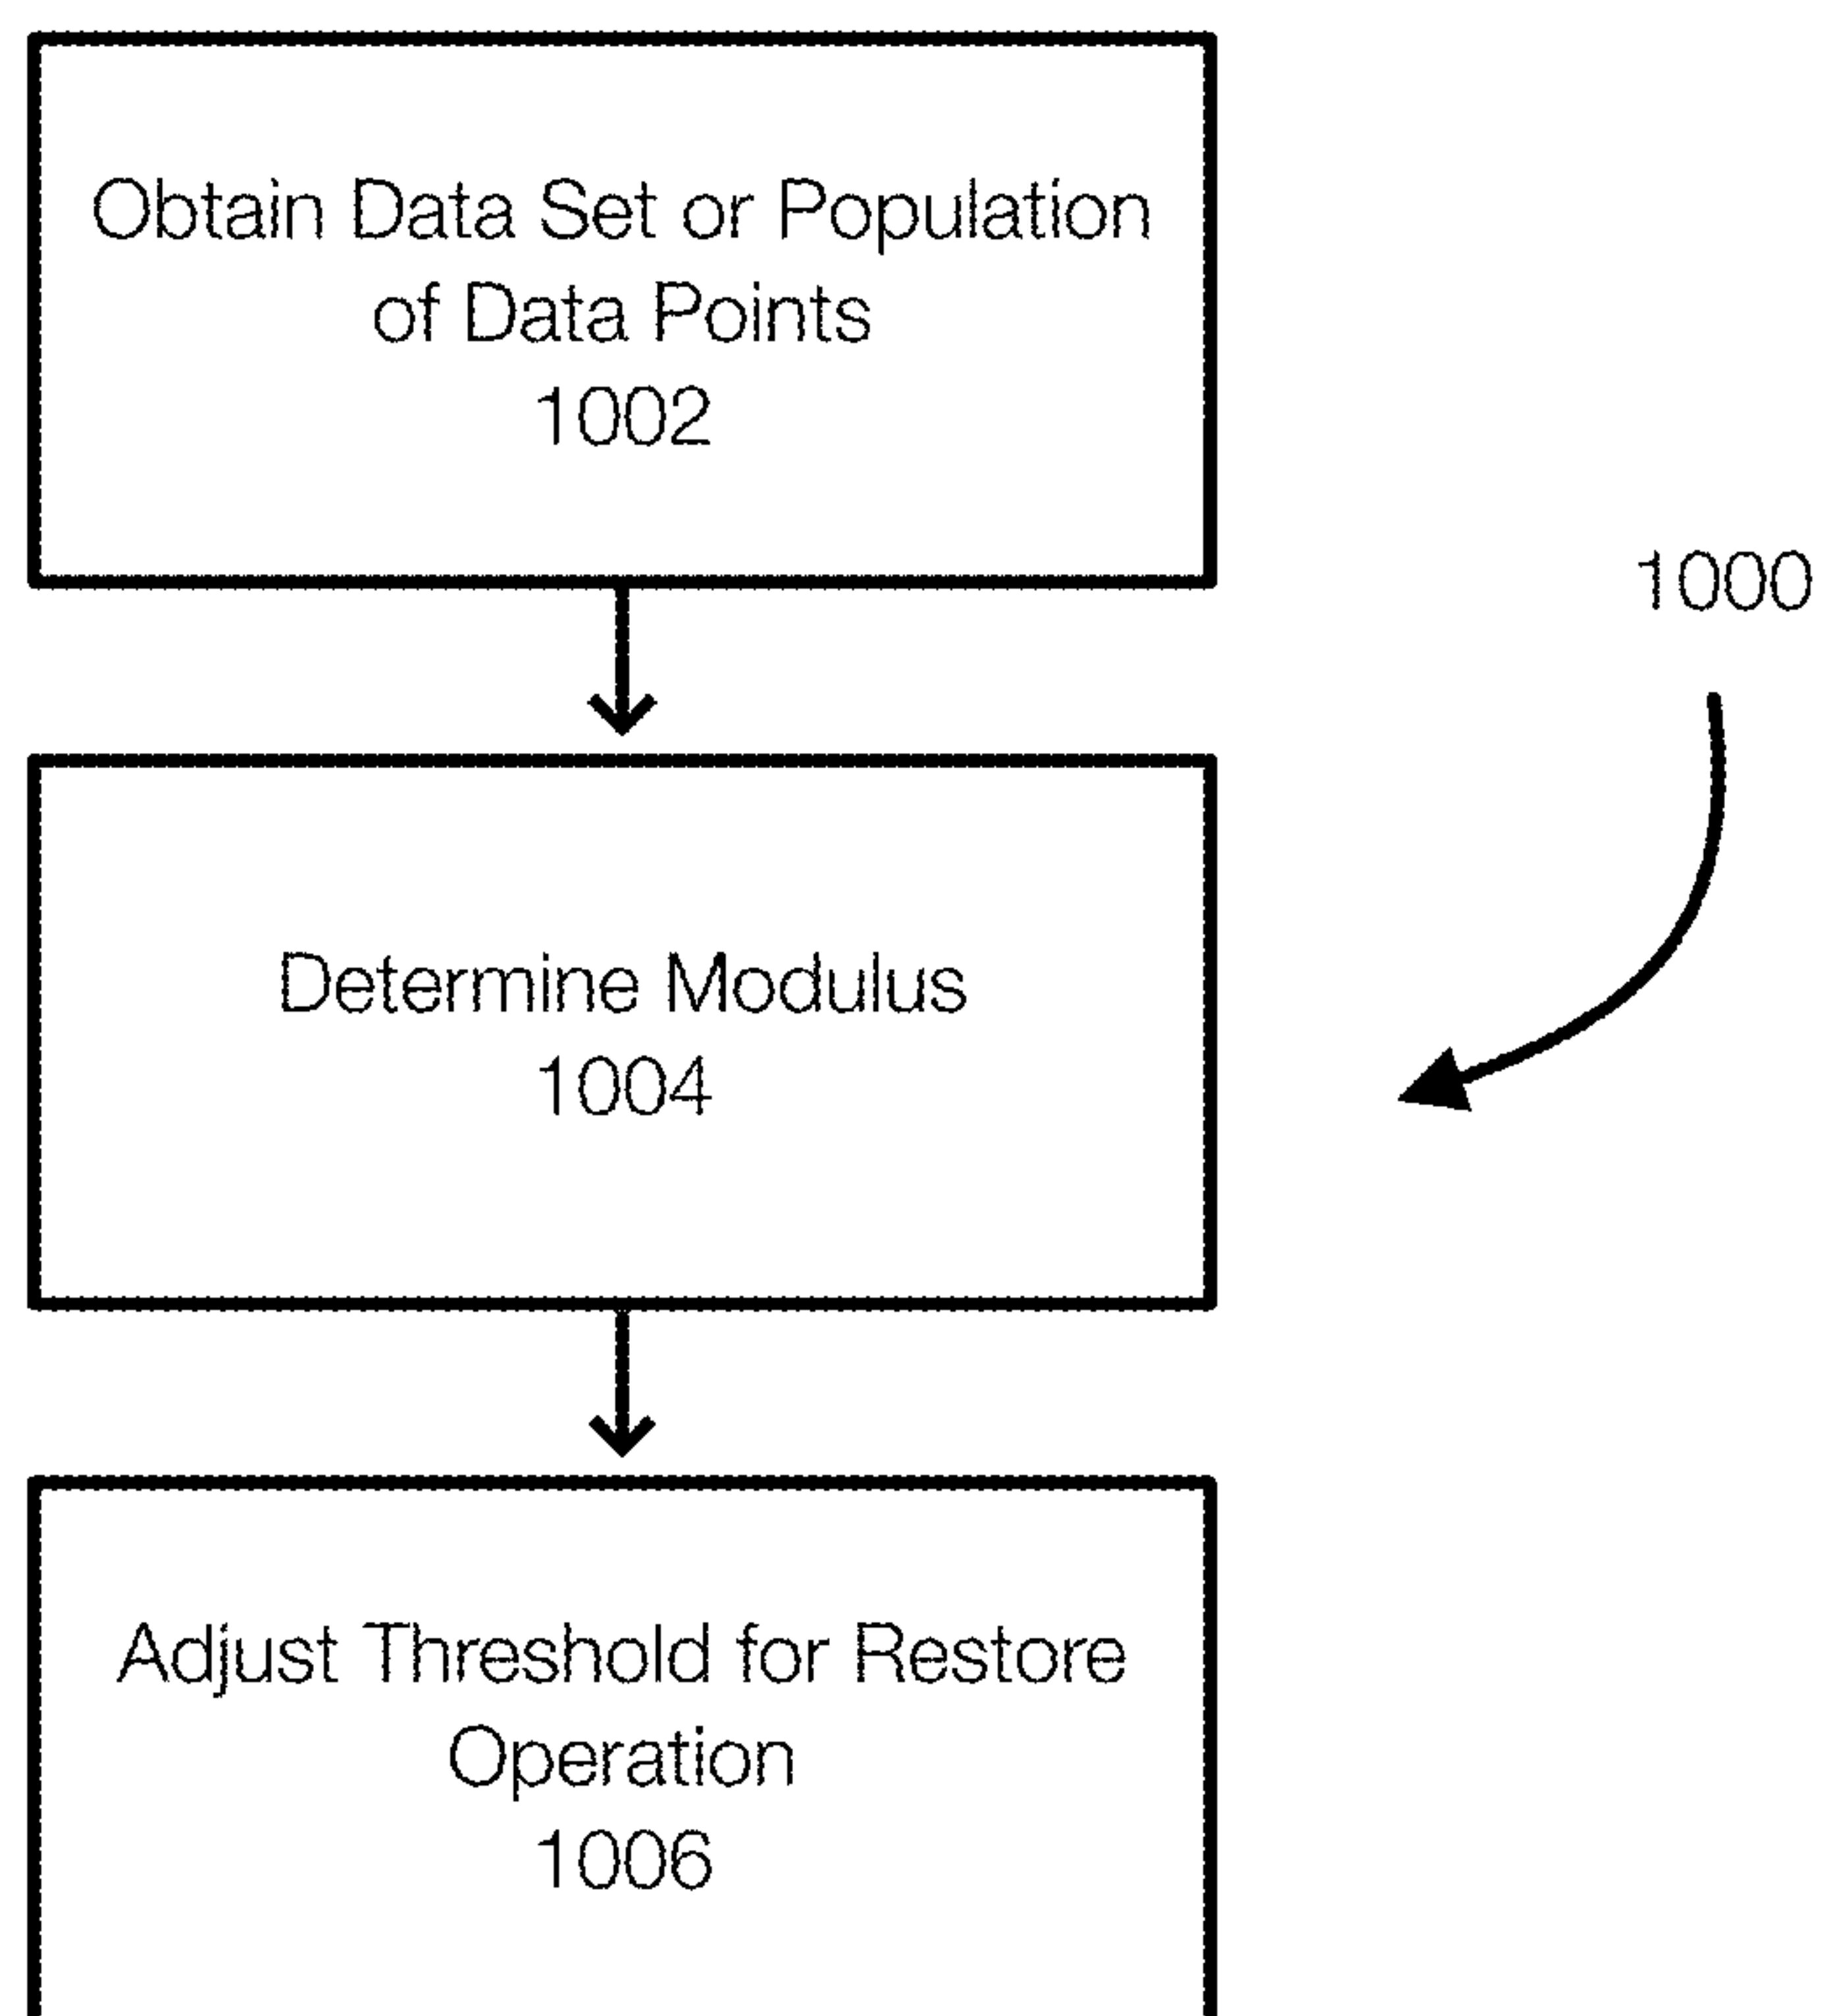 Obtain Data Set or Population
of Data Points
1002
1000
Determine Modulus
1004
Adjust Threshold for Restore
Operation
1006